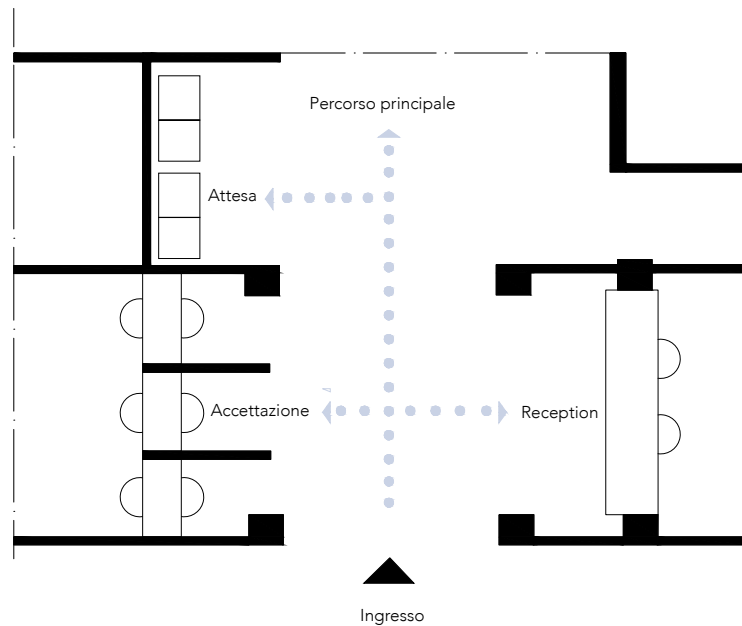 Percorso principale
Attesa
Accettazione
Reception
Ingresso